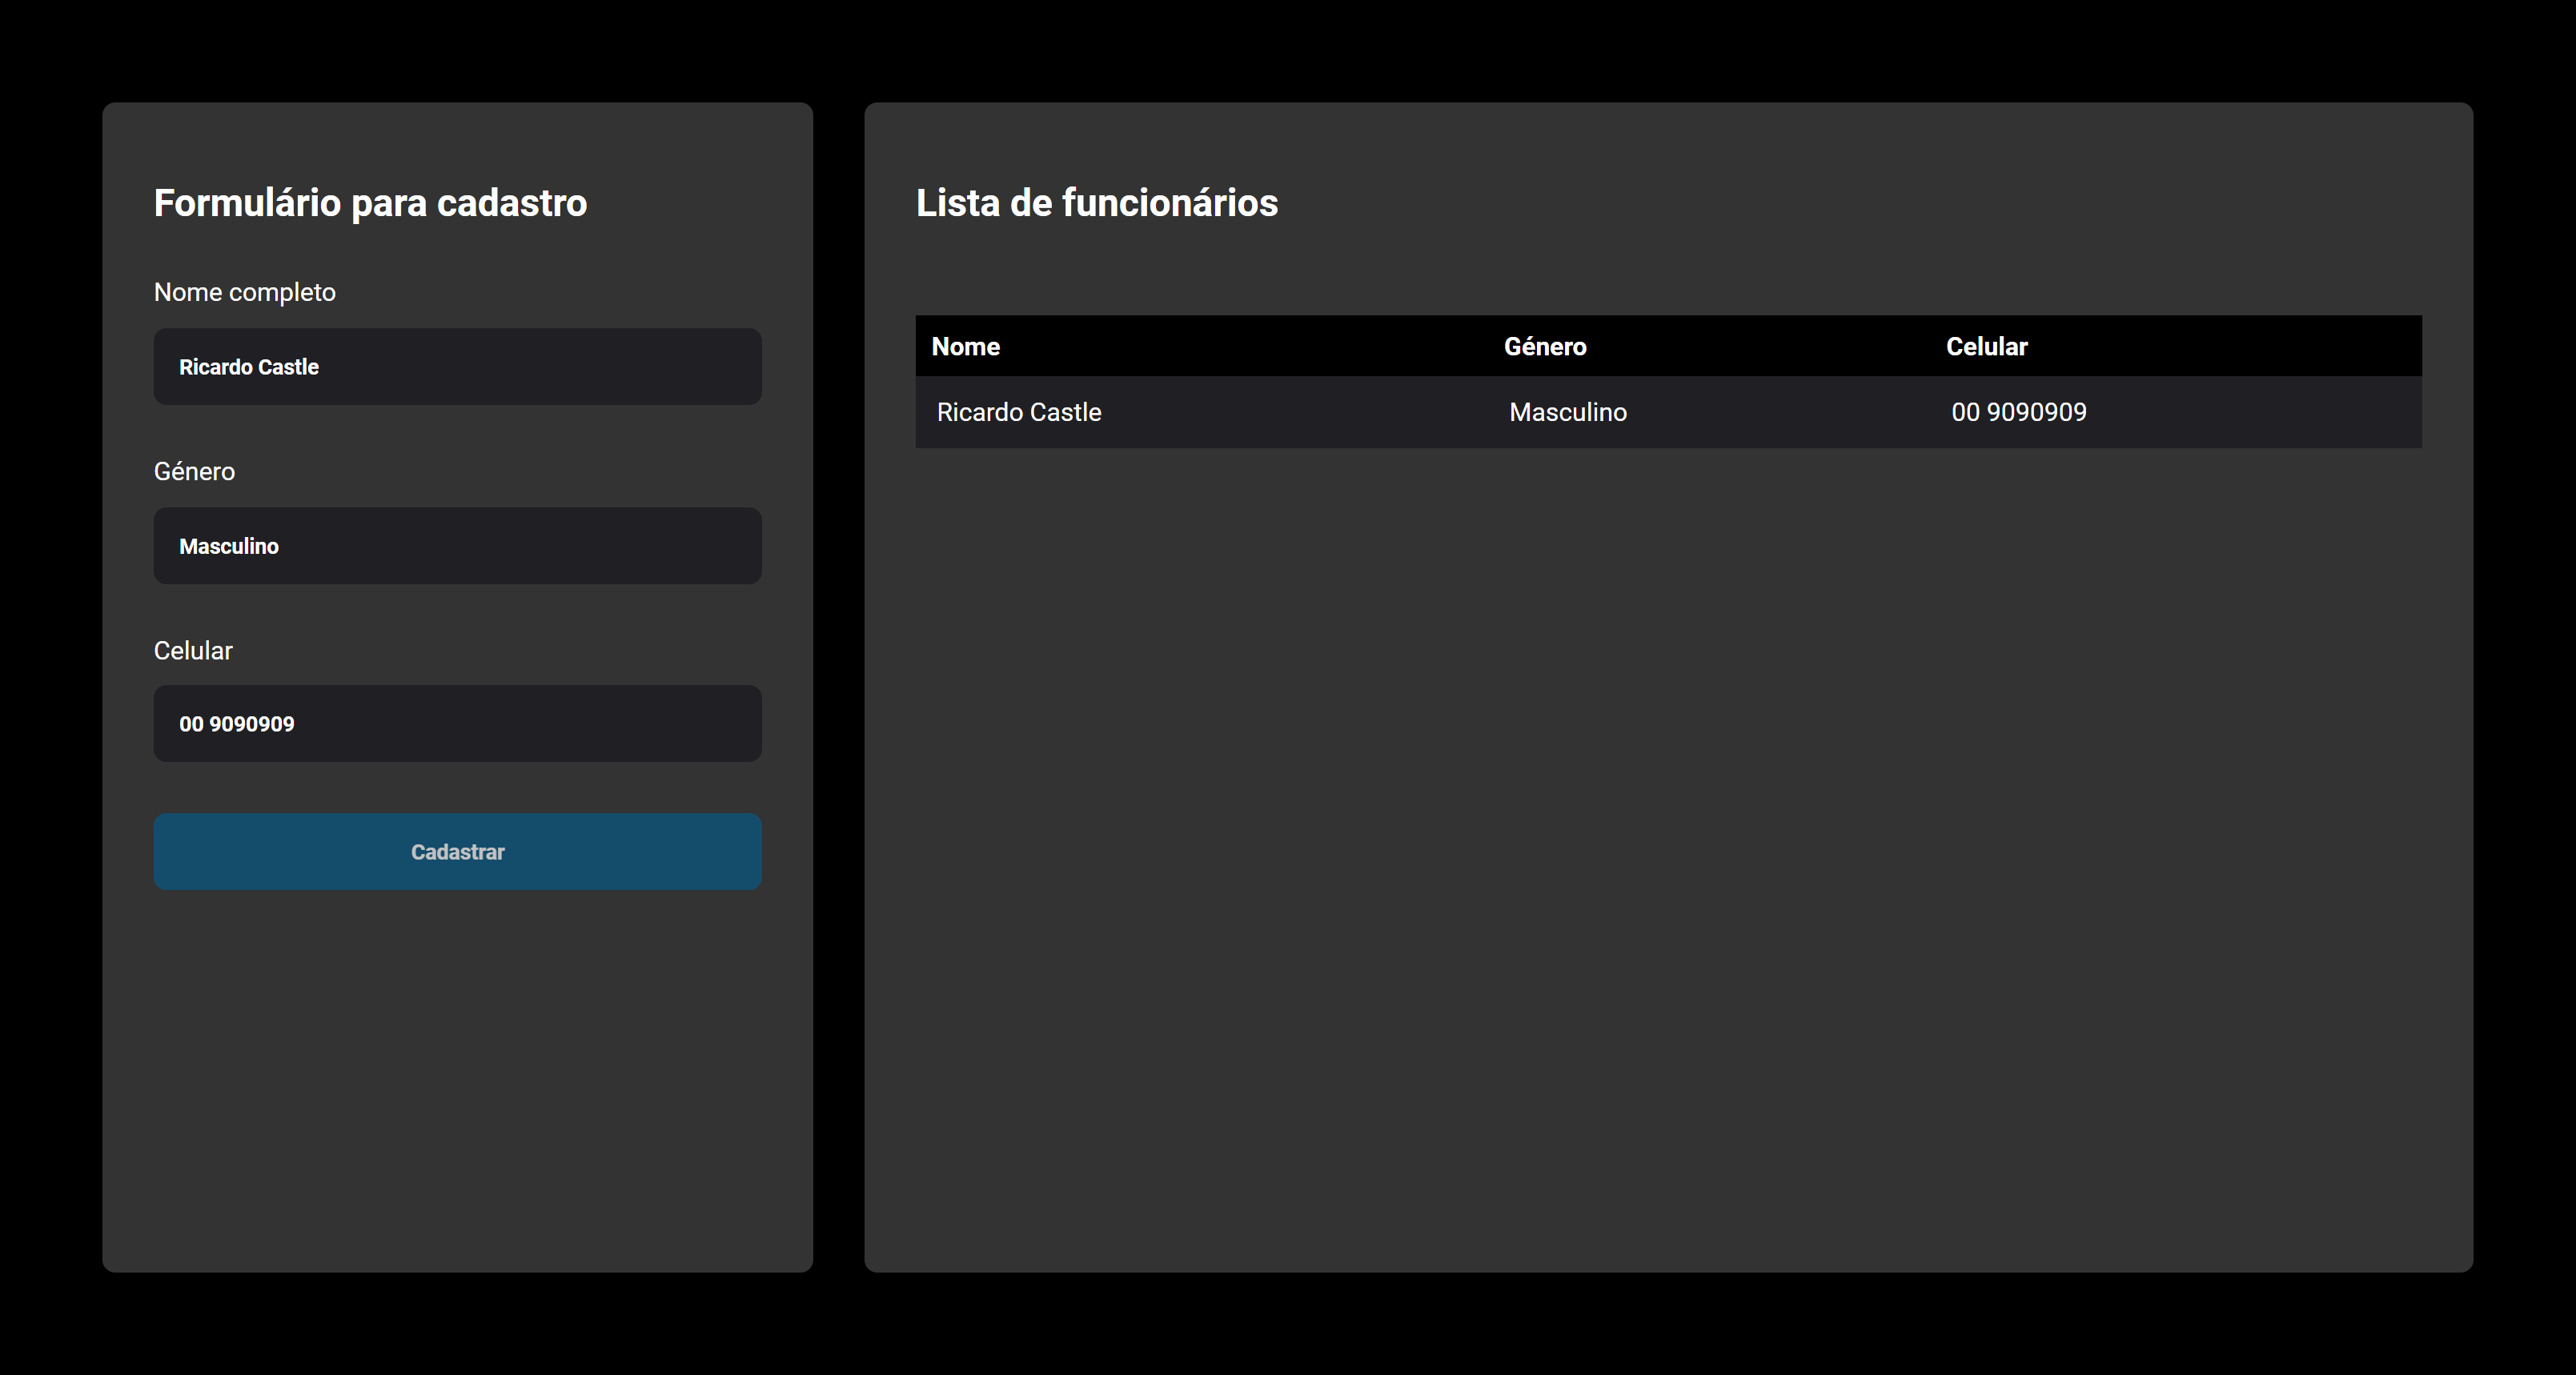 Formulário para cadastro
Nome completo
Ricardo Castle
Género
Masculino
Celular
00 9090909
Cadastrar
Lista de funcionários
Nome Género Celular
Ricardo Castle Masculino 00 9090909